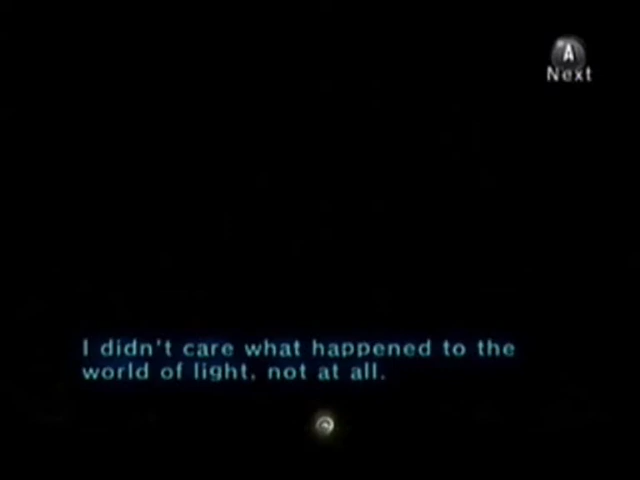 A
Next
I didn't care what happened to the
world of light, not at all.